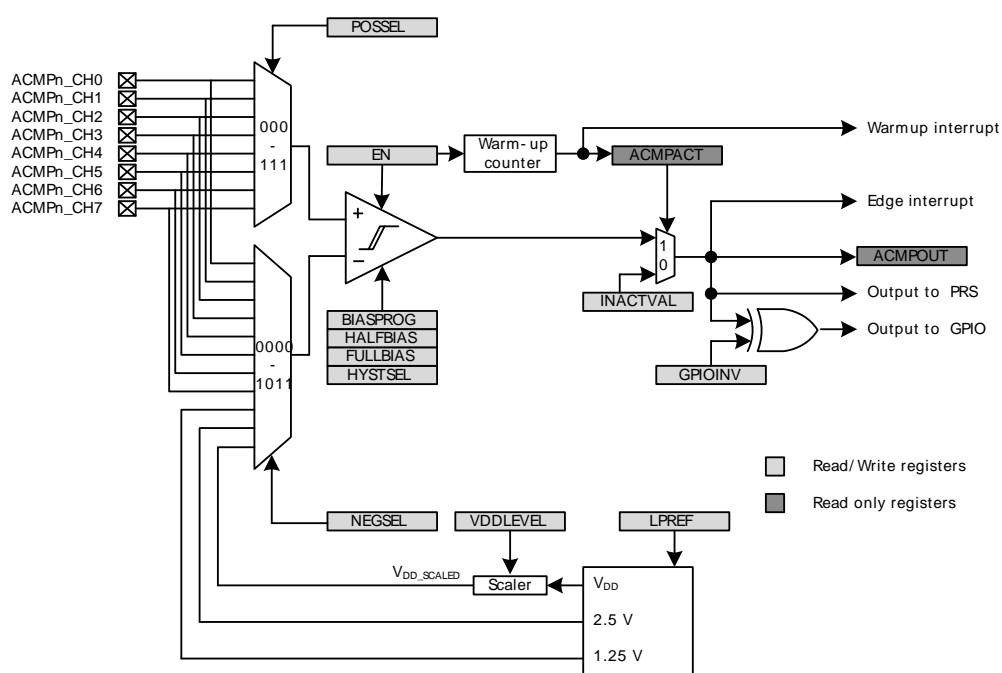 POSSEL
ACMPn_CH0
ACMPn_CH1
ACMPn_CH2
ACMPn_CH3
ACMPn_CH4
ACMPn_CH5
ACMPn_CH6
ACMPn_CH7
000
-
111
EN
Warm-up
counter
ACMPACT
Warmup interrupt
Edge interrupt
+
−
1
0
ACMPOUT
INACTVAL
Output to PRS
Output to GPIO
BIASPROG
HALFBIAS
FULLBIAS
HYSTSEL
0000
-
1011
GPIOINV
Read/Write registers
Read only registers
NEGSEL
VDDLEVEL
LPREF
VDD_SCALED
Scaler
VDD
2.5 V
1.25 V